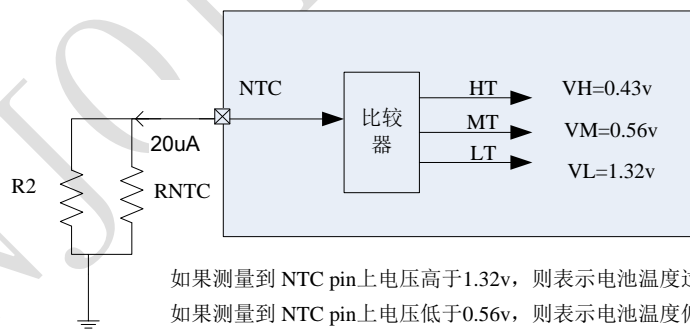 NTC
HT
VH=0.43v
比较
器
MT
VM=0.56v
LT
VL=1.32v
20uA
R2
RNTC
如果测量到 NTC pin上电压高于1.32v，则表示电池温度过
如果测量到 NTC pin上电压低于0.56v，则表示电池温度